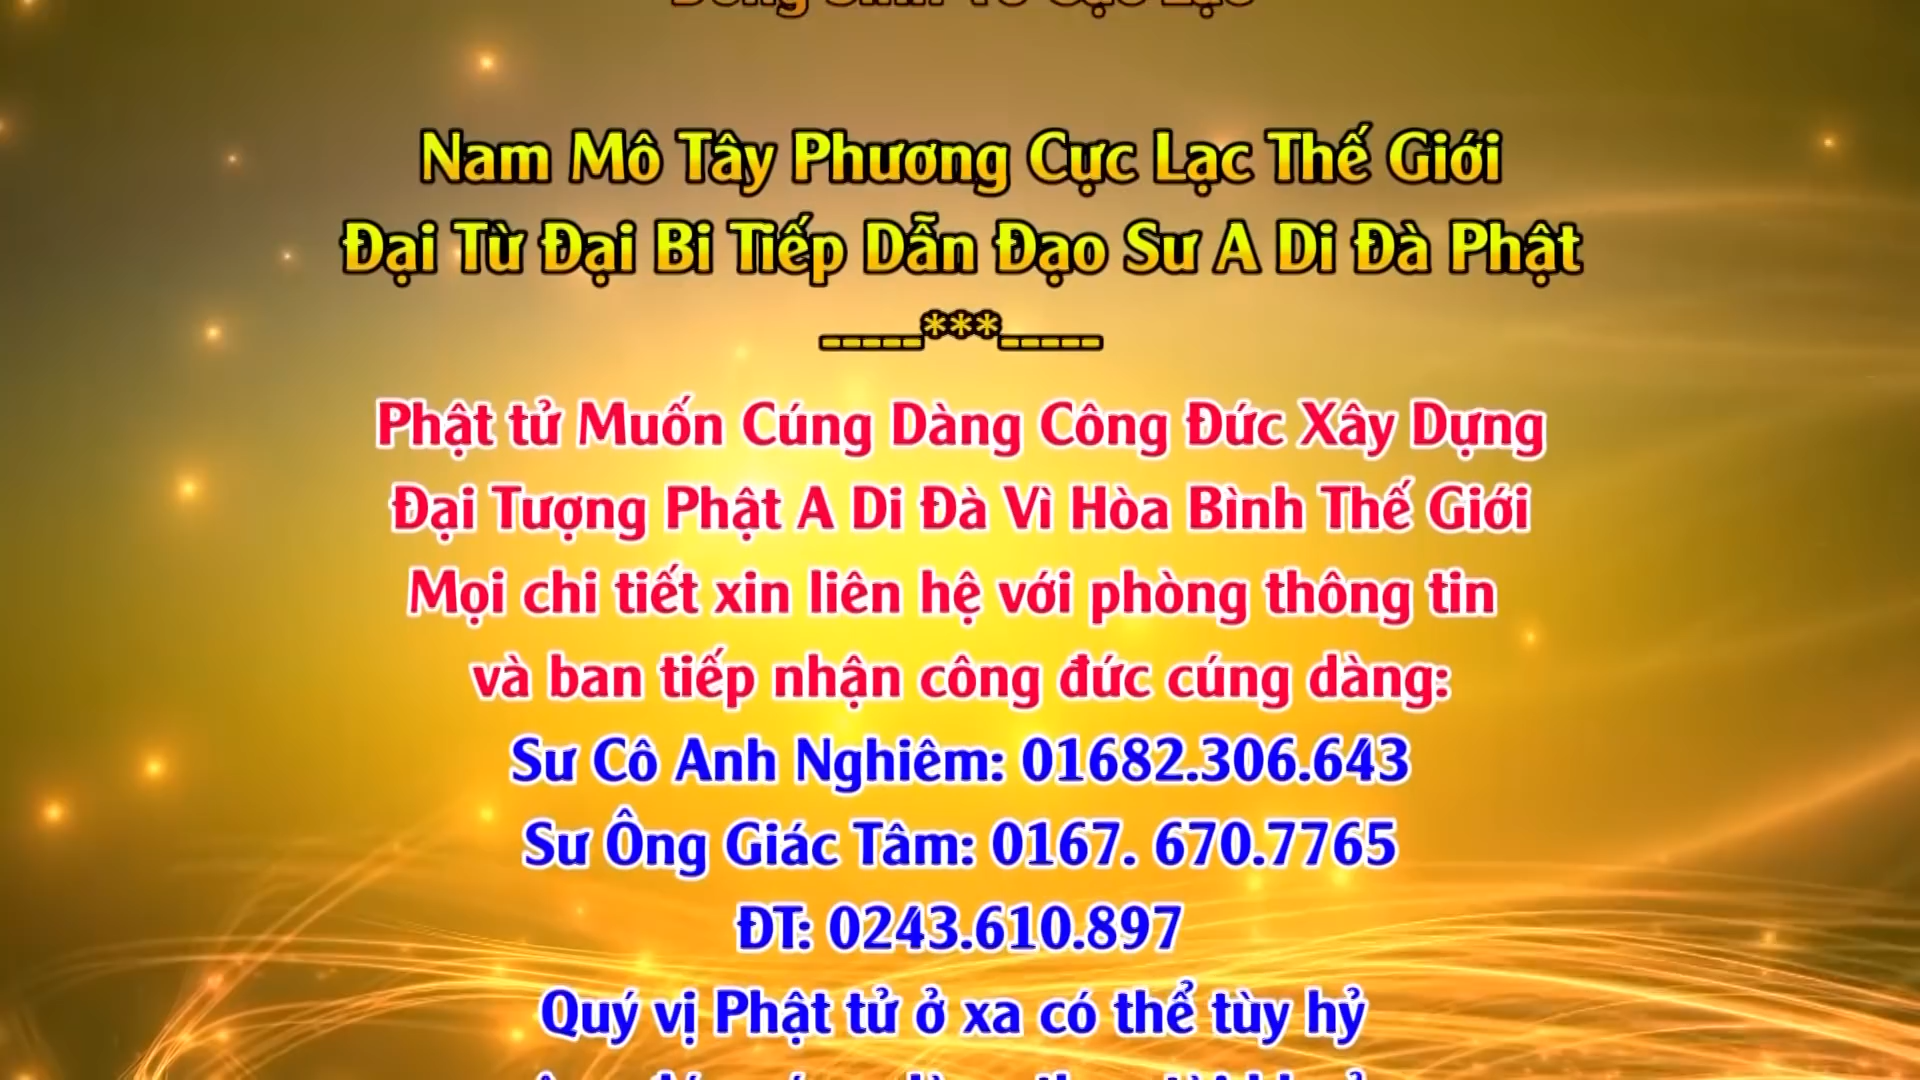 Nam Mô Tây Phương Cực Lạc Thế Giới
Đại Từ Đại Bi Tiếp Dẫn Đạo Sư A Di Đà Phật
-----***-----
Phật tử Muốn Cúng Dàng Công Đức Xây Dựng
Đại Tượng Phật A Di Đà Vì Hòa Bình Thế Giới
Mọi chi tiết xin liên hệ với phòng thông tin
và ban tiếp nhận công đức cúng dàng:
Sư Cô Anh Nghiêm: 01682.306.643
Sư Ông Giác Tâm: 0167. 670.7765
ĐT: 0243.610.897
Quý vị Phật tử ở xa có thể tùy hỷ